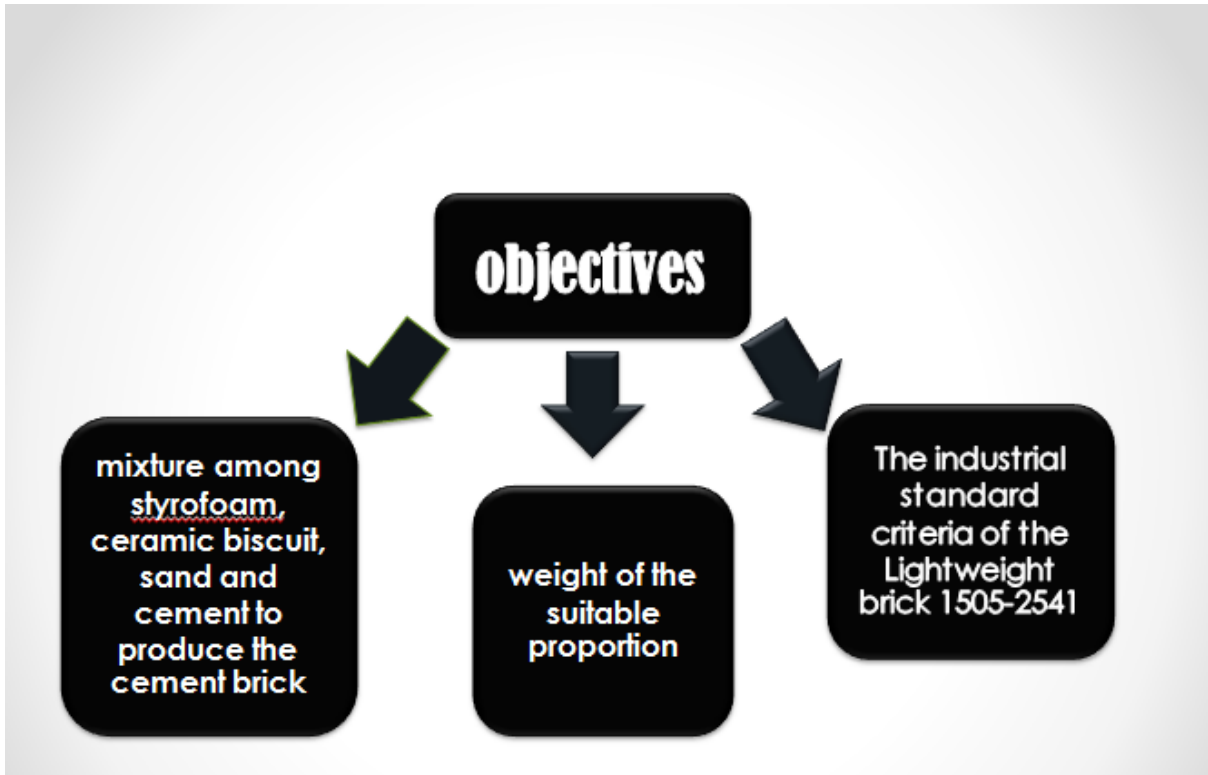 objectives
mixture among
styrofoam,
ceramic biscuit,
sand and
cement to
produce the
cement brick
weight of the
suitable
proportion
The industrial
standard
criteria of the
Lightweight
brick 1505-2541